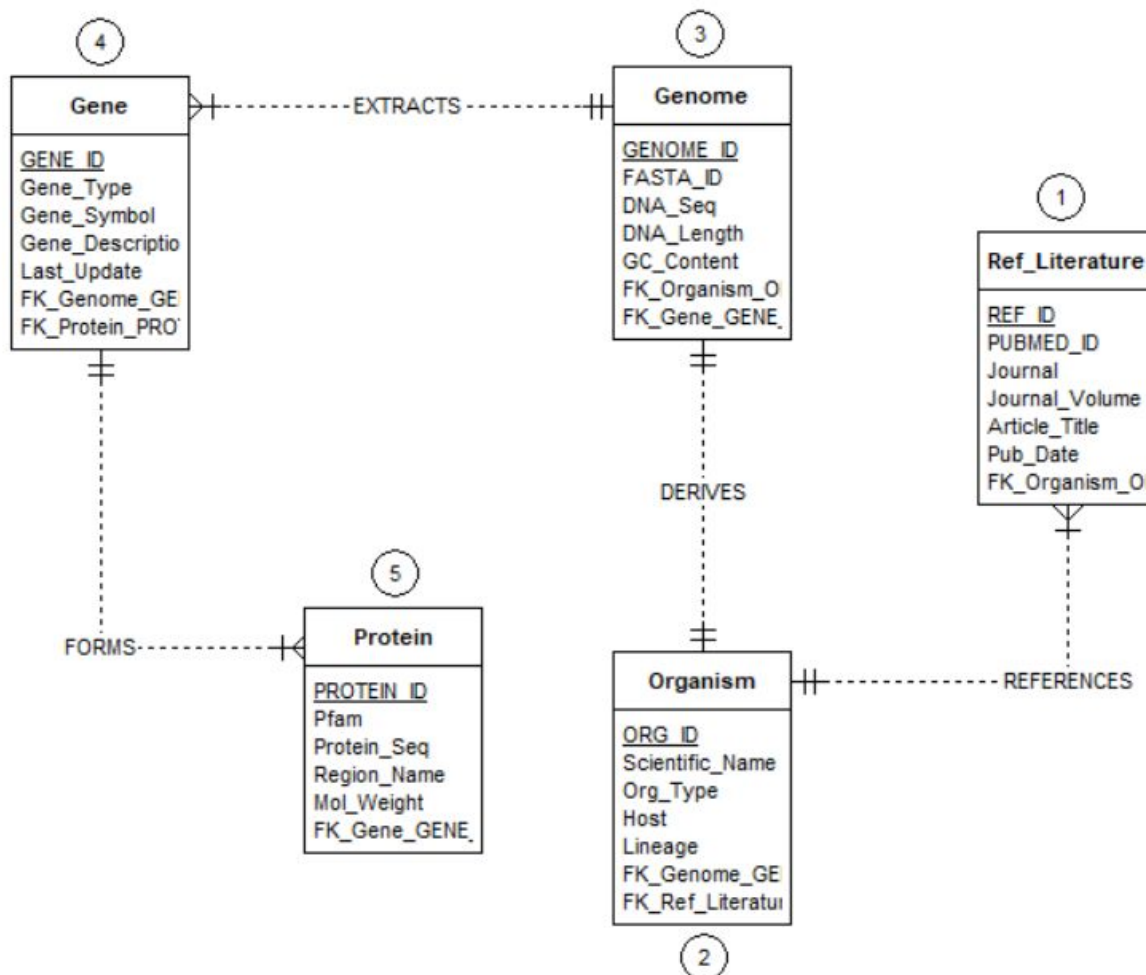 4
Gene
GENE_ID
Gene_Type
Gene_Symbol
Gene_Descriptio
Last_Update
FK_Genome_GE
FK_Protein_PRO
EXTRACTS
3
Genome
GENOME_ID
FASTA_ID
DNA_Seq
DNA_Length
GC_Content
FK_Organism_O
FK_Gene_GENE_
1
Ref_Literature
REF_ID
PUBMED_ID
Journal
Journal_Volume
Article_Title
Pub_Date
FK_Organism_O
DERIVES
FORMS
5
Protein
PROTEIN_ID
Pfam
Protein_Seq
Region_Name
Mol_Weight
FK_Gene_GENE_
Organism
ORG_ID
Scientific_Name
Org_Type
Host
Lineage
FK_Genome_GE
FK_Ref_Literatu
2
REFERENCES